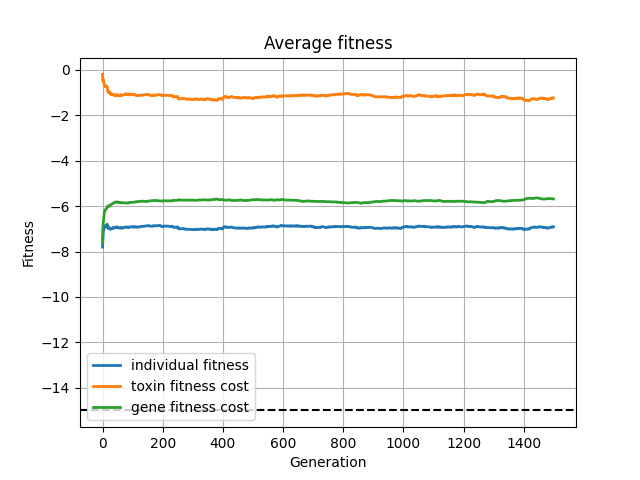 Average fitness
Fitness
0
−2
−4
−6
−8
−10
−12
−14
individual fitness
toxin fitness cost
gene fitness cost
0 200 400 600 800 1000 1200 1400
Generation